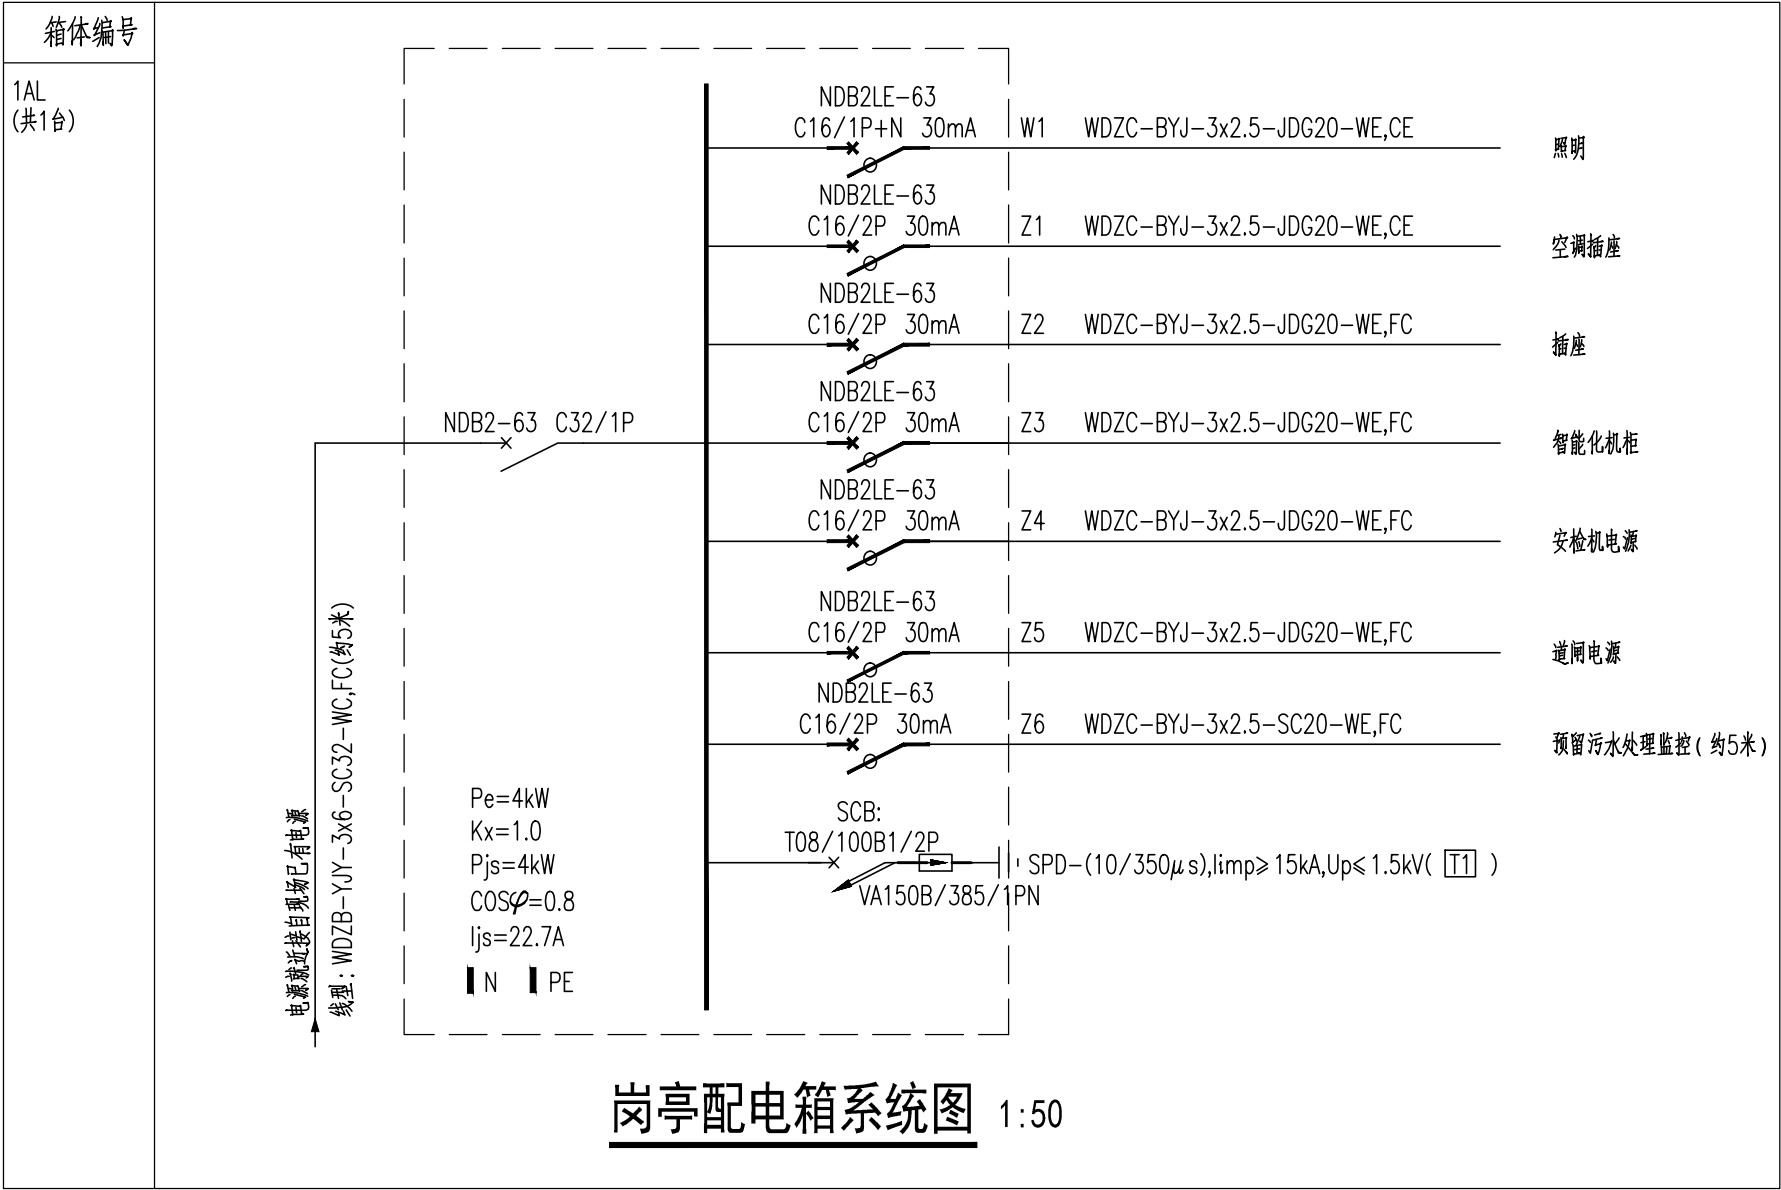 箱体编号
1AL
(共1台)
NDB2LE-63
C16/1P+N 30mA
W1
WDZC-BYJ-3x2.5-JDG20-WE,CE
照明
NDB2LE-63
C16/2P 30mA
Z1
WDZC-BYJ-3x2.5-JDG20-WE,CE
空调插座
NDB2LE-63
C16/2P 30mA
Z2
WDZC-BYJ-3x2.5-JDG20-WE,FC
插座
NDB2-63 C32/1P
NDB2LE-63
C16/2P 30mA
Z3
WDZC-BYJ-3x2.5-JDG20-WE,FC
智能化机柜
NDB2LE-63
C16/2P 30mA
Z4
WDZC-BYJ-3x2.5-JDG20-WE,FC
安检机电源
NDB2LE-63
C16/2P 30mA
Z5
WDZC-BYJ-3x2.5-JDG20-WE,FC
道闸电源
NDB2LE-63
C16/2P 30mA
Z6
WDZC-BYJ-3x2.5-SC20-WE,FC
预留污水处理监控(约5米)
SCB:
T08/100B1/2P
SPD-(10/350μs),Iimp≥15kA,Up≤1.5kV( T1 )
VA150B/385/1PN
电源就近接自现场已有电源
线型:WDZB-YJY-3x6-SC32-WC,FC(约5米)
Pe=4kW
Kx=1.0
Pjs=4kW
COSφ=0.8
Ijs=22.7A
N PE
岗亭配电箱系统图 1:50